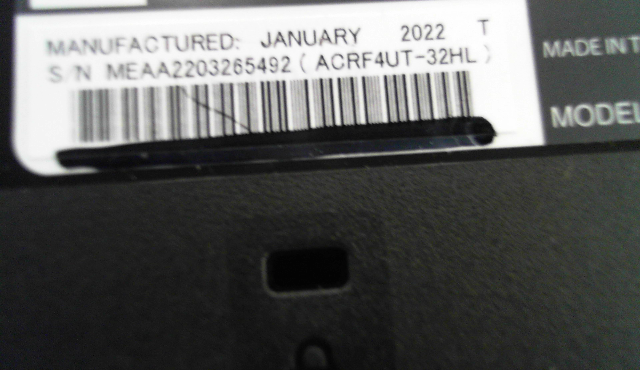 MANUFACTURED: JANUARY 2022 T
S/N MEAA2203265492 ( ACRF4UT-32HL )
MADE IN T
MODEL